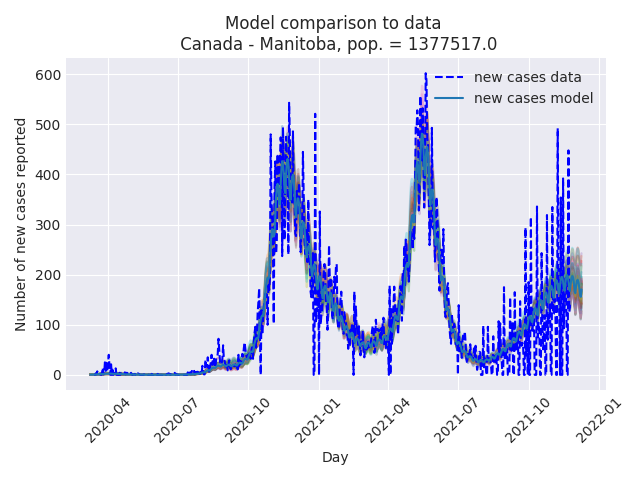 Model comparison to data
Canada - Manitoba, pop. = 1377517.0
new cases data
new cases model
Number of new cases reported
600
500
400
300
200
100
0
2020-04
2020-07
2020-10
2021-01
2021-04
2021-07
2021-10
2022-01
Day